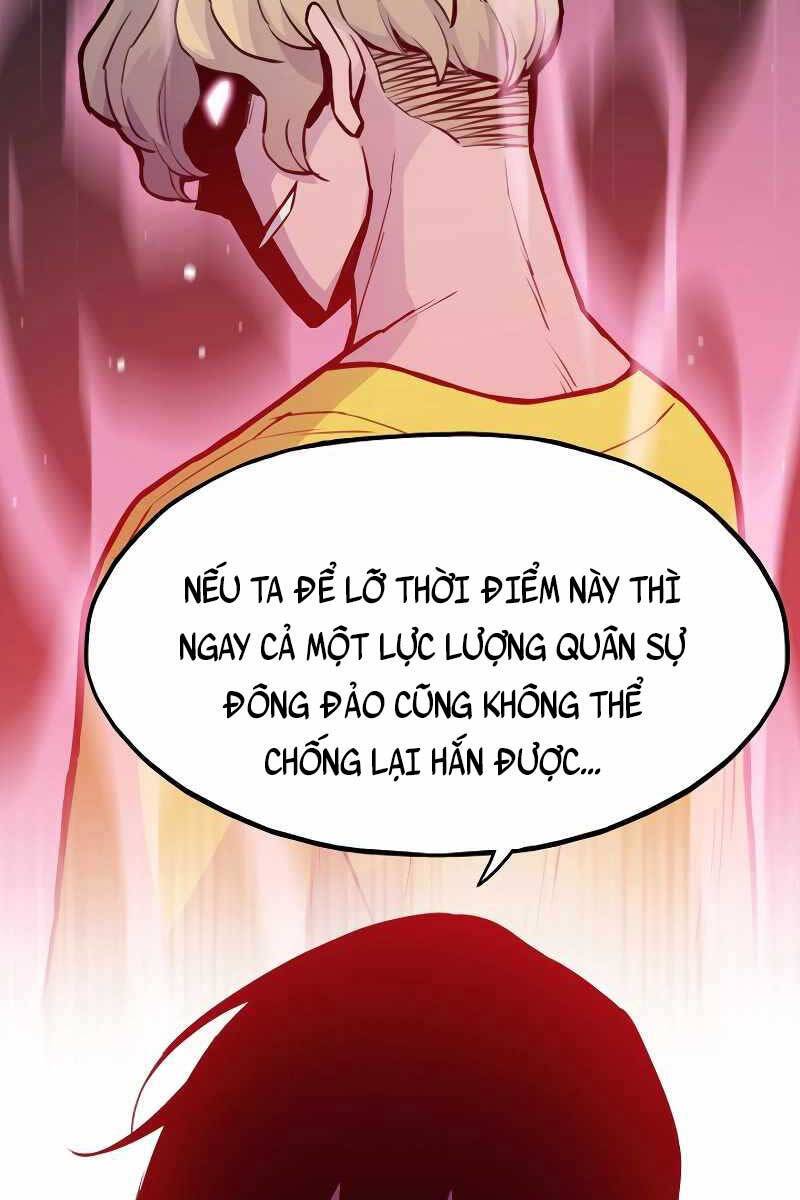 NẾU TA ĐỂ LỠ THỜI ĐIỂM NÀY THÌ
NGAY CẢ MỘT LỰC LƯỢNG QUÂN SỰ
ĐÔNG ĐẢO CŨNG KHÔNG THỂ
CHỐNG LẠI HẮN ĐƯỢC...